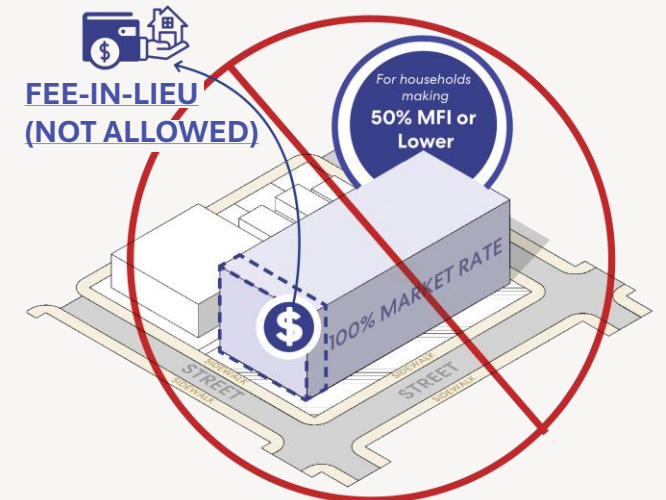 $
FEE-IN-LIEU
(NOT ALLOWED)
For households
making
50% MFI or
Lower
100% MARKET RATE
$
SIDEWALK
STREET
SIDEWALK
SIDEWALK
STREET
SIDEWALK